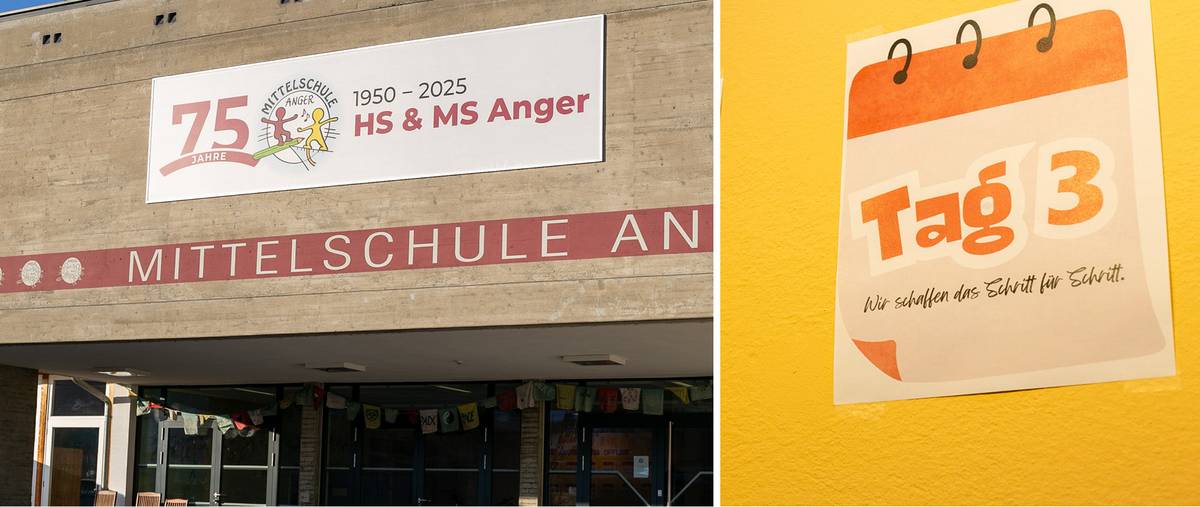 75
JAHRE
MITTELSCHULE
ANGER
1950 – 2025
HS & MS Anger
MITTELSCHULE AN
Tag 3
Wir schaffen das Schritt für Schritt.